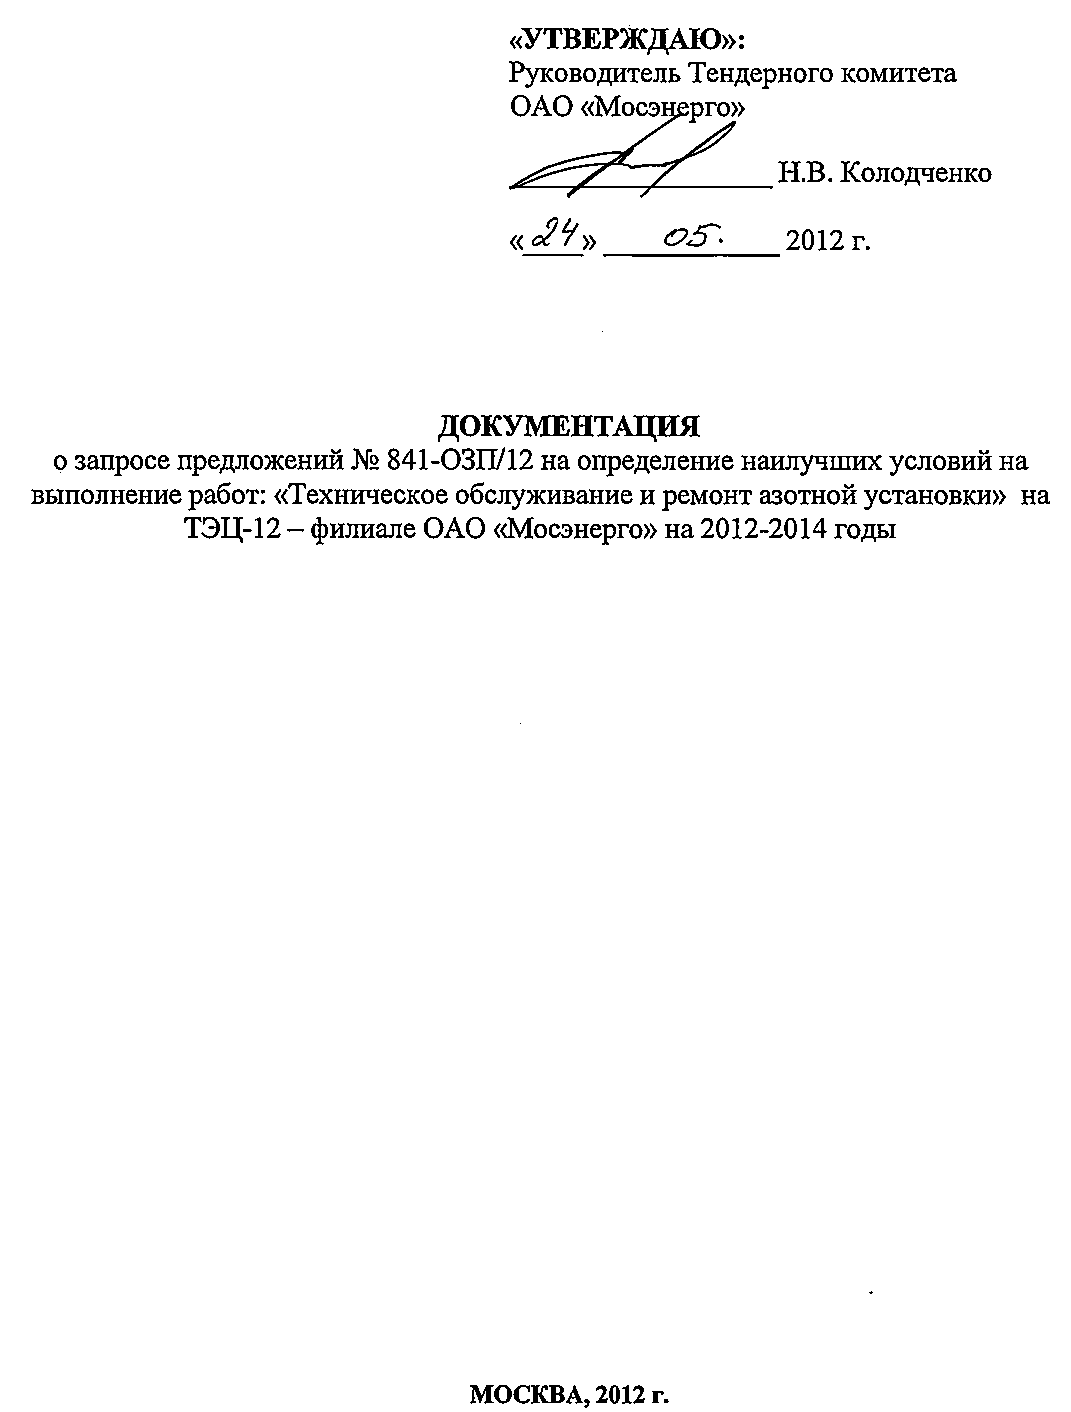 «УТВЕРЖДАЮ»:
Руководитель Тендерного комитета
ОАО «Мосэнерго»
Н.В. Колодченко
«24» 05. 2012 г.
ДОКУМЕНТАЦИЯ
о запросе предложений № 841-ОЗП/12 на определение наилучших условий на
выполнение работ: «Техническое обслуживание и ремонт азотной установки» на
ТЭЦ-12 – филиале ОАО «Мосэнерго» на 2012-2014 годы
МОСКВА, 2012 г.